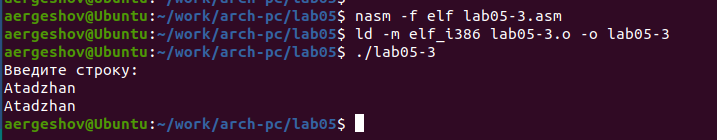 aergeshov@Ubuntu:~/work/arch-pc/lab05$ nasm -f elf lab05-3.asm
aergeshov@Ubuntu:~/work/arch-pc/lab05$ ld -m elf_i386 lab05-3.o -o lab05-3
aergeshov@Ubuntu:~/work/arch-pc/lab05$ ./lab05-3
Введите строку:
Atadzhan
Atadzhan
aergeshov@Ubuntu:~/work/arch-pc/lab05$